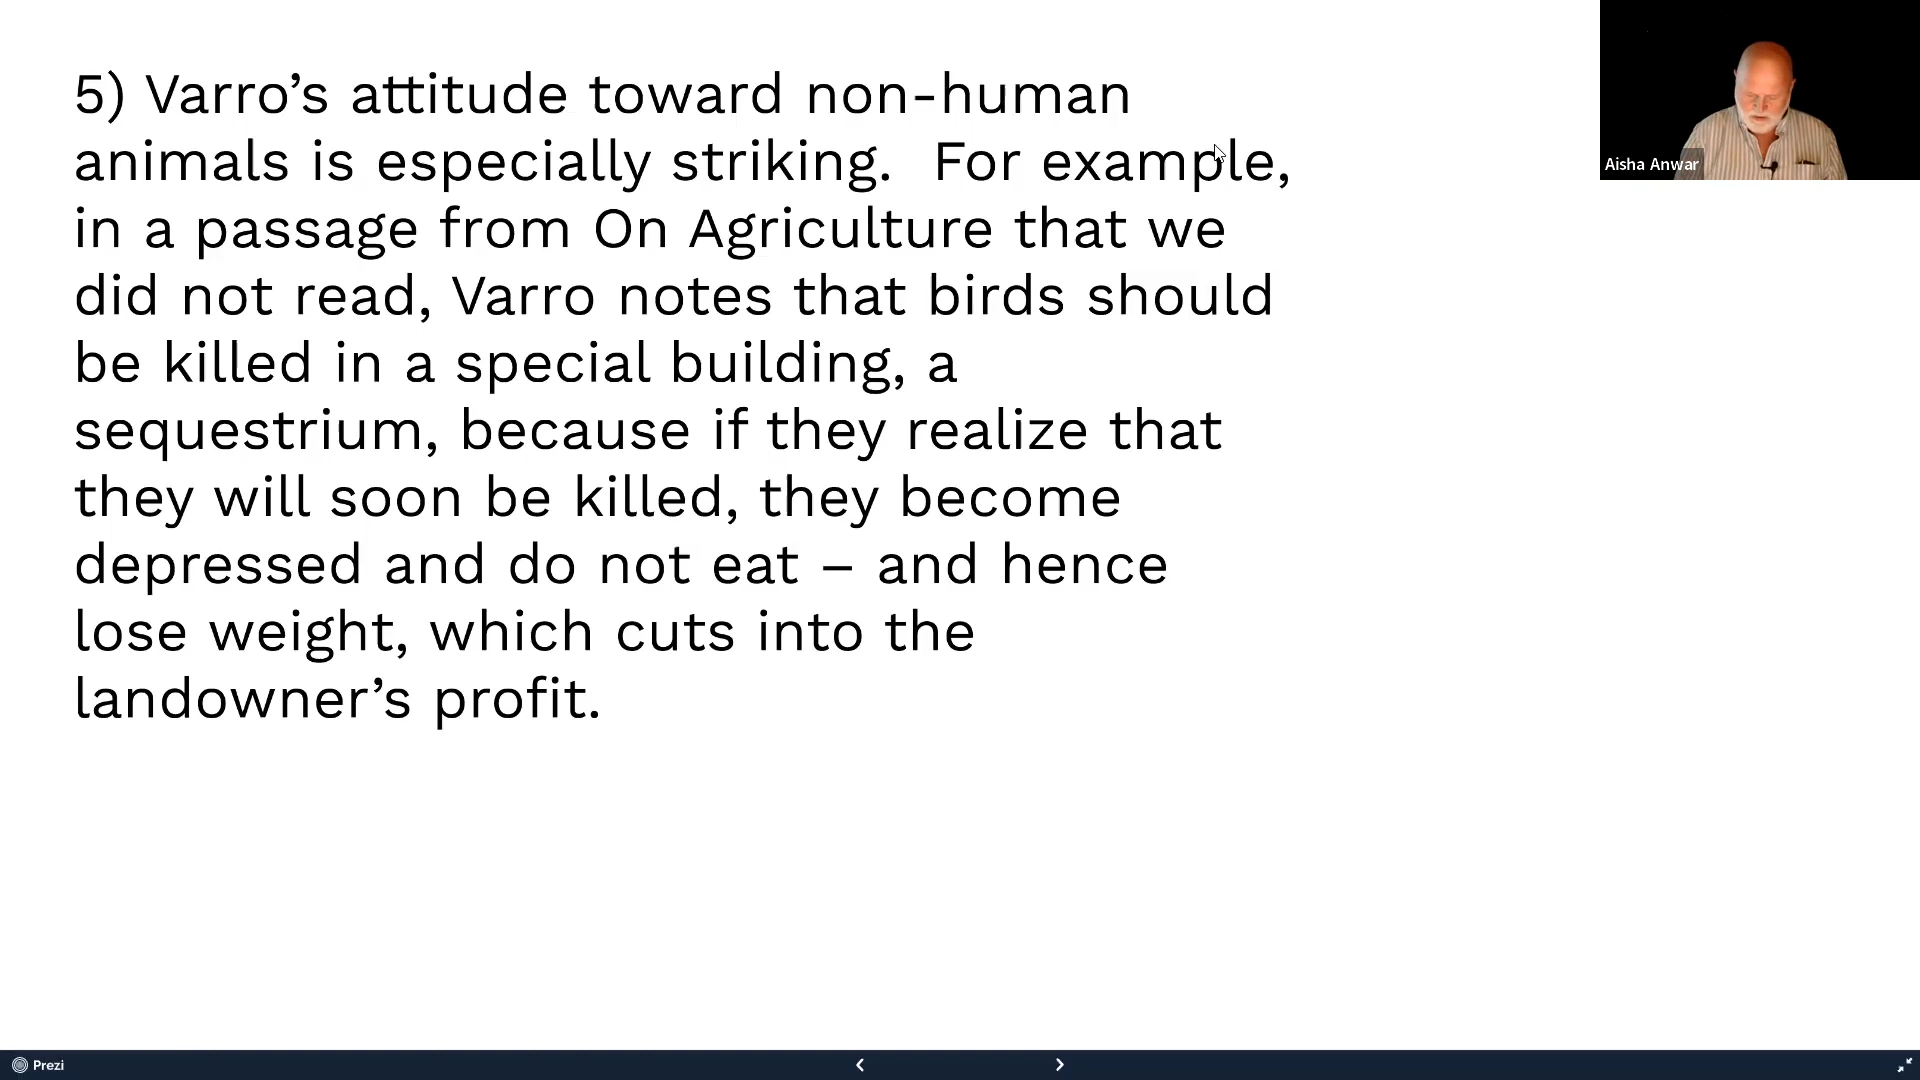 5) Varro’s attitude toward non-human
animals is especially striking.  For example,
in a passage from On Agriculture that we
did not read, Varro notes that birds should
be killed in a special building, a
sequestrium, because if they realize that
they will soon be killed, they become
depressed and do not eat – and hence
lose weight, which cuts into the
landowner’s profit.
Aisha Anwar
Prezi